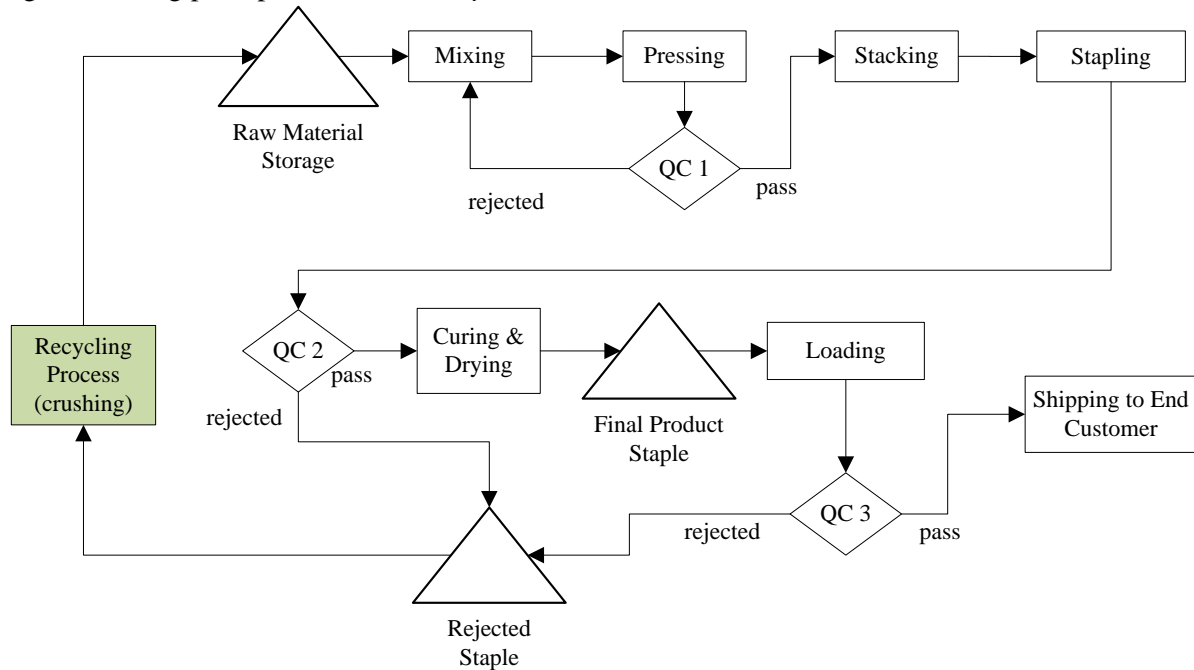 Mixing
Pressing
Stacking
Stapling
Raw Material
Storage
QC 1
rejected
pass
Recycling
Process
(crushing)
QC 2
pass
rejected
Curing &
Drying
Final Product
Staple
Loading
Shipping to End
Customer
QC 3
rejected
pass
Rejected
Staple